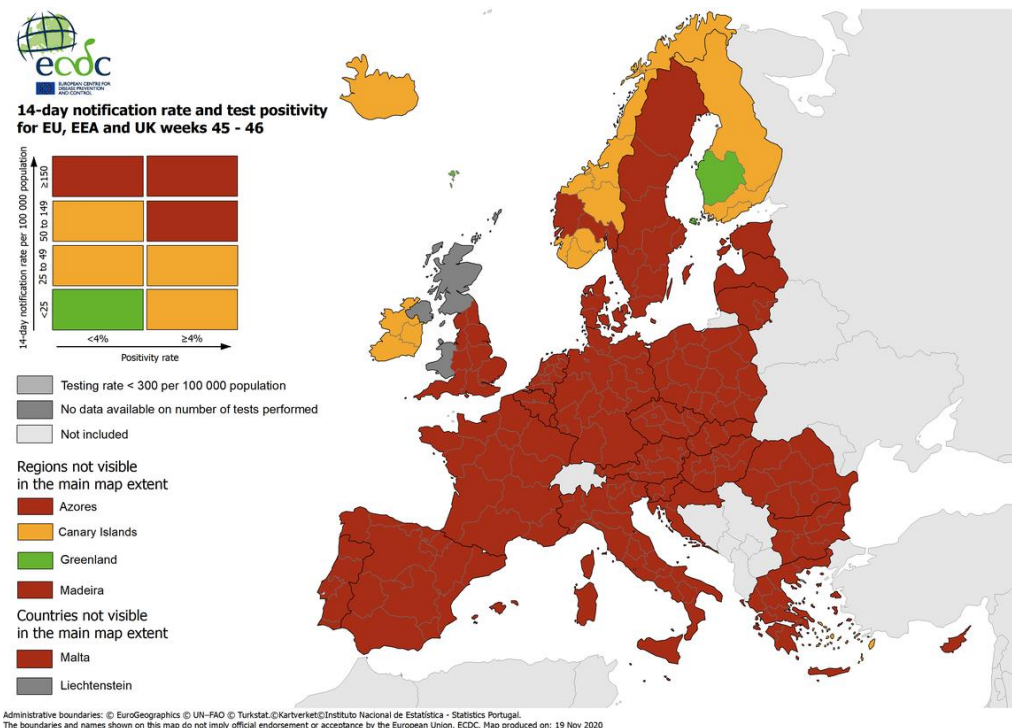 ecdc
EUROPEAN CENTRE FOR
DISEASE PREVENTION
AND CONTROL
14-day notification rate and test positivity
for EU, EEA and UK weeks 45 - 46
14-day notification rate per 100 000 population
≥150
50 to 149
25 to 49
<25
<4%
≥4%
Positivity rate
Testing rate < 300 per 100 000 population
No data available on number of tests performed
Not included
Regions not visible
in the main map extent
Azores
Canary Islands
Greenland
Madeira
Countries not visible
in the main map extent
Malta
Liechtenstein
Administrative boundaries: © EuroGeographics © UN–FAO © Turkstat.©Kartverket©Instituto Nacional de Estatística - Statistics Portugal.
The boundaries and names shown on this map do not imply official endorsement or acceptance by the European Union. ECDC. Map produced on: 19 Nov 2020